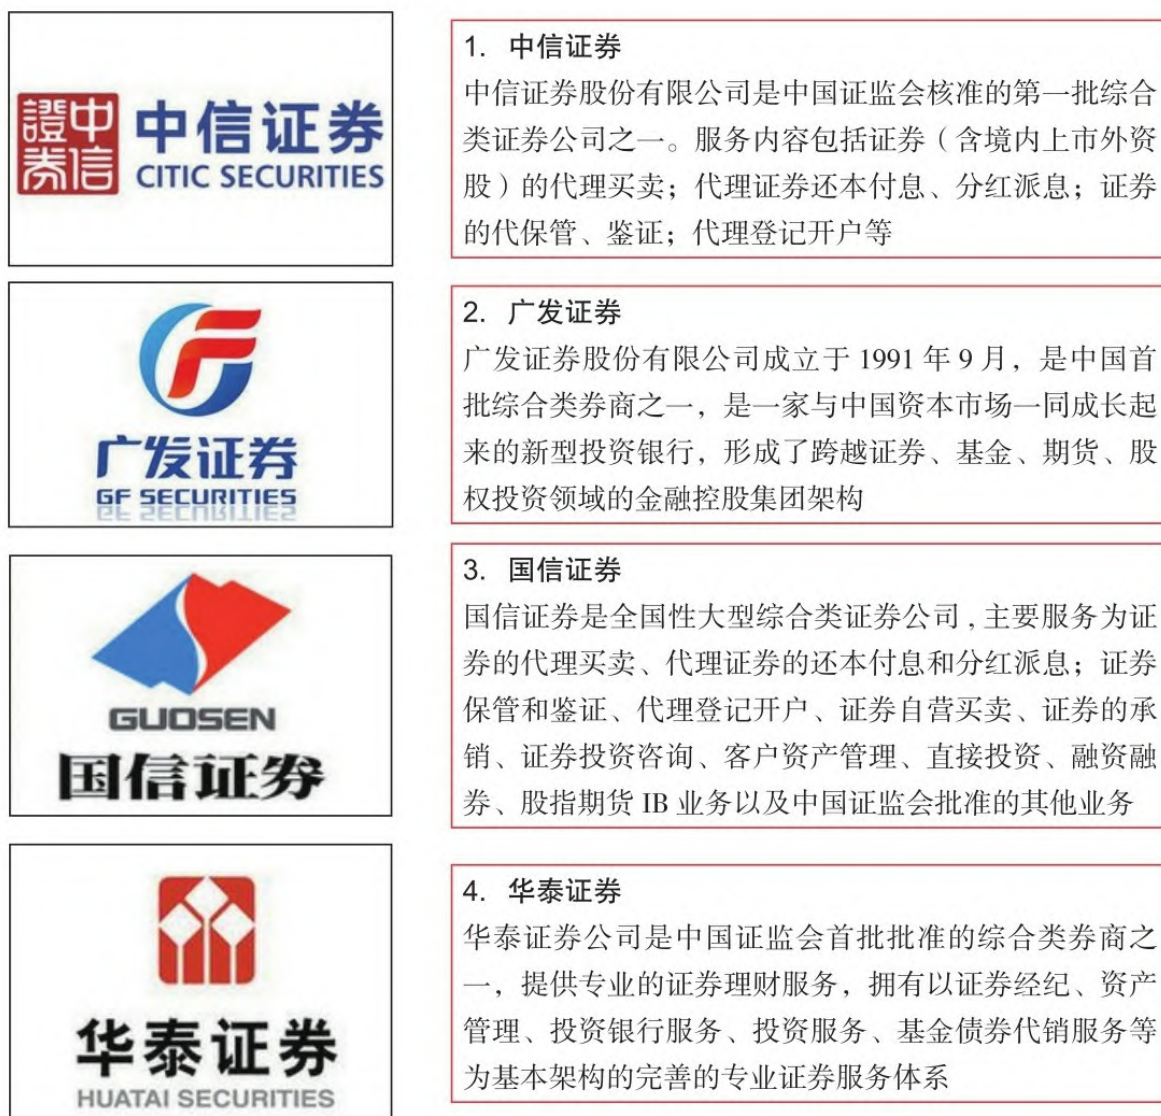 證中
券信
中信证券
CITIC SECURITIES
1. 中信证券
中信证券股份有限公司是中国证监会核准的第一批综合
类证券公司之一。服务内容包括证券（含境内上市外资
股）的代理买卖；代理证券还本付息、分红派息；证券
的代保管、鉴证；代理登记开户等
广发证券
GF SECURITIES
2. 广发证券
广发证券股份有限公司成立于 1991 年 9 月，是中国首
批综合类券商之一，是一家与中国资本市场一同成长起
来的新型投资银行，形成了跨越证券、基金、期货、股
权投资领域的金融控股集团架构
GUOSEN
国信证券
3. 国信证券
国信证券是全国性大型综合类证券公司 , 主要服务为证
券的代理买卖、代理证券的还本付息和分红派息；证券
保管和鉴证、代理登记开户、证券自营买卖、证券的承
销、证券投资咨询、客户资产管理、直接投资、融资融
券、股指期货 IB 业务以及中国证监会批准的其他业务
华泰证券
HUATAI SECURITIES
4. 华泰证券
华泰证券公司是中国证监会首批批准的综合类券商之
一，提供专业的证券理财服务，拥有以证券经纪、资产
管理、投资银行服务、投资服务、基金债券代销服务等
为基本架构的完善的专业证券服务体系